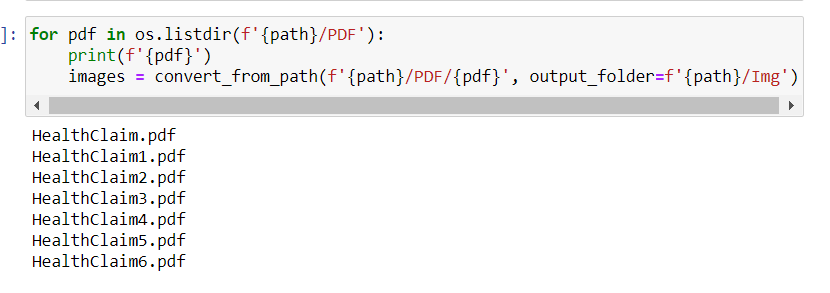 ]: for pdf in os.listdir(f'{path}/PDF'):
    print(f'{pdf}')
    images = convert_from_path(f'{path}/PDF/{pdf}', output_folder=f'{path}/Img')
HealthClaim.pdf
HealthClaim1.pdf
HealthClaim2.pdf
HealthClaim3.pdf
HealthClaim4.pdf
HealthClaim5.pdf
HealthClaim6.pdf